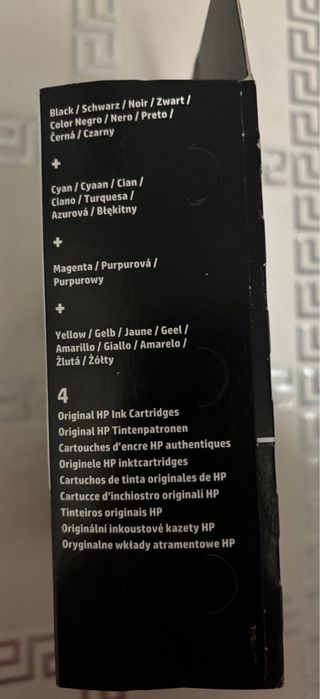 Black / Schwarz / Noir / Zwart /
Color Negro / Nero / Preto /
Černá / Czarny
+
Cyan / Cyaan / Cian /
Ciano / Turquesa /
Azurová / Błękitny
+
Magenta / Purpurová /
Purpurowy
+
Yellow / Gelb / Jaune / Geel /
Amarillo / Giallo / Amarelo /
Žlutá / Żółty
4
Original HP Ink Cartridges
Original HP Tintenpatronen
Cartouches d'encre HP authentiques
Originele HP inktcartridges
Cartuchos de tinta originales de HP
Cartucce d'inchiostro originali HP
Tinteiros originais HP
Originální inkoustové kazety HP
Oryginalne wkłady atramentowe HP